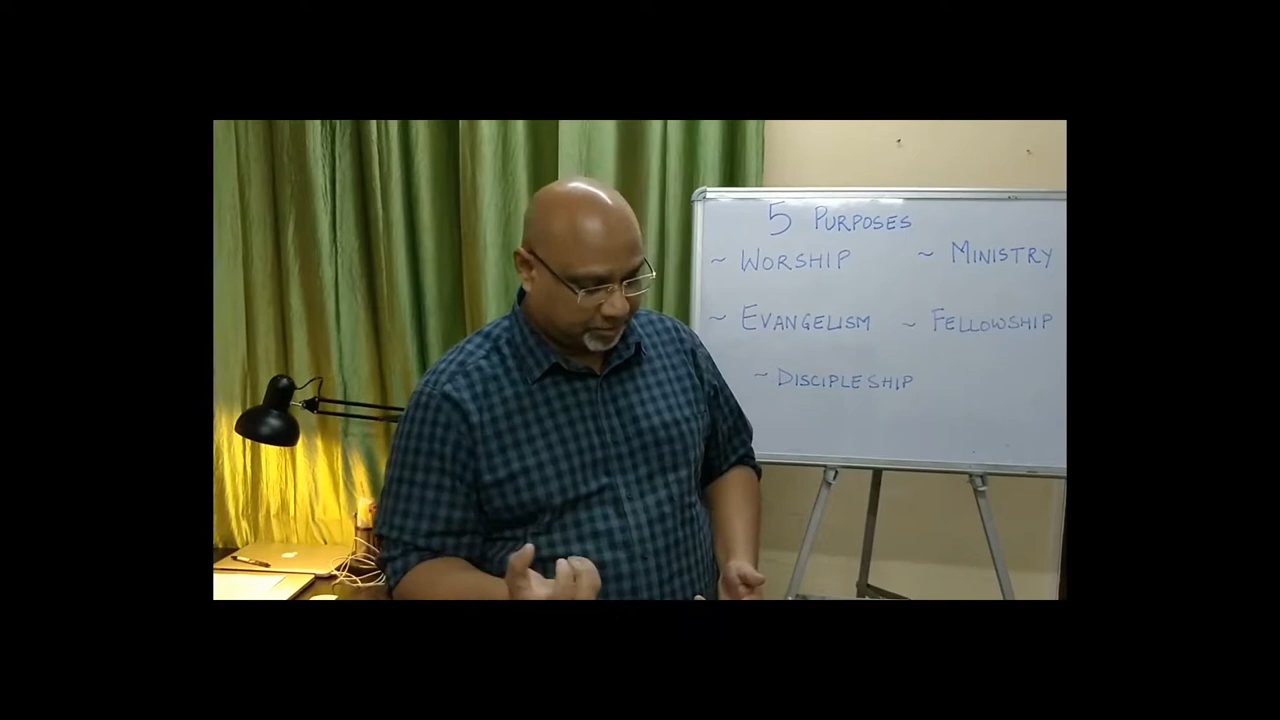 5 PURPOSES
~ WORSHIP ~ MINISTRY
~ EVANGELISM ~ FELLOWSHIP
~ DISCIPLESHIP